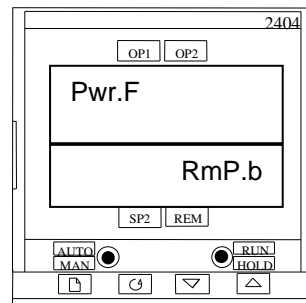 2404
OP1 OP2
Pwr.F
RmP.b
SP2 REM
AUTO RUN
MAN HOLD